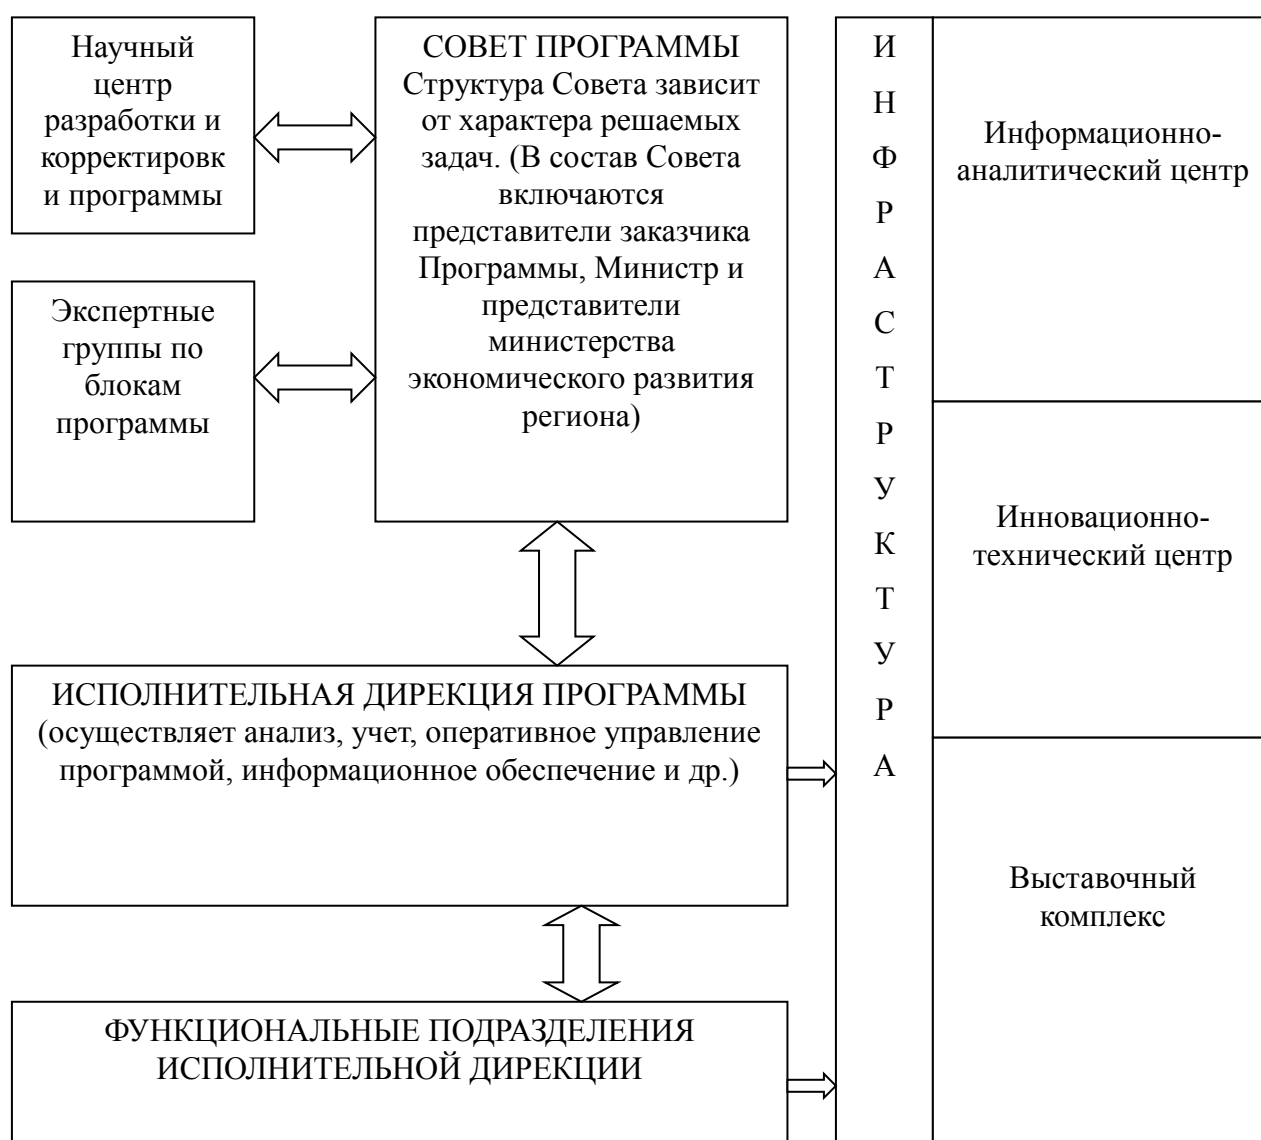 Научный
центр
разработки и
корректировк
и программы
Экспертные
группы по
блокам
программы
СОВЕТ ПРОГРАММЫ
Структура Совета зависит
от характера решаемых
задач. (В состав Совета
включаются
представители заказчика
Программы, Министр и
представители
министерства
экономического развития
региона)
ИСПОЛНИТЕЛЬНАЯ ДИРЕКЦИЯ ПРОГРАММЫ
(осуществляет анализ, учет, оперативное управление
программой, информационное обеспечение и др.)
ФУНКЦИОНАЛЬНЫЕ ПОДРАЗДЕЛЕНИЯ
ИСПОЛНИТЕЛЬНОЙ ДИРЕКЦИИ
И
Н
Ф
Р
А
С
Т
Р
У
К
Т
У
Р
А
Информационно-
аналитический центр
Инновационно-
технический центр
Выставочный
комплекс